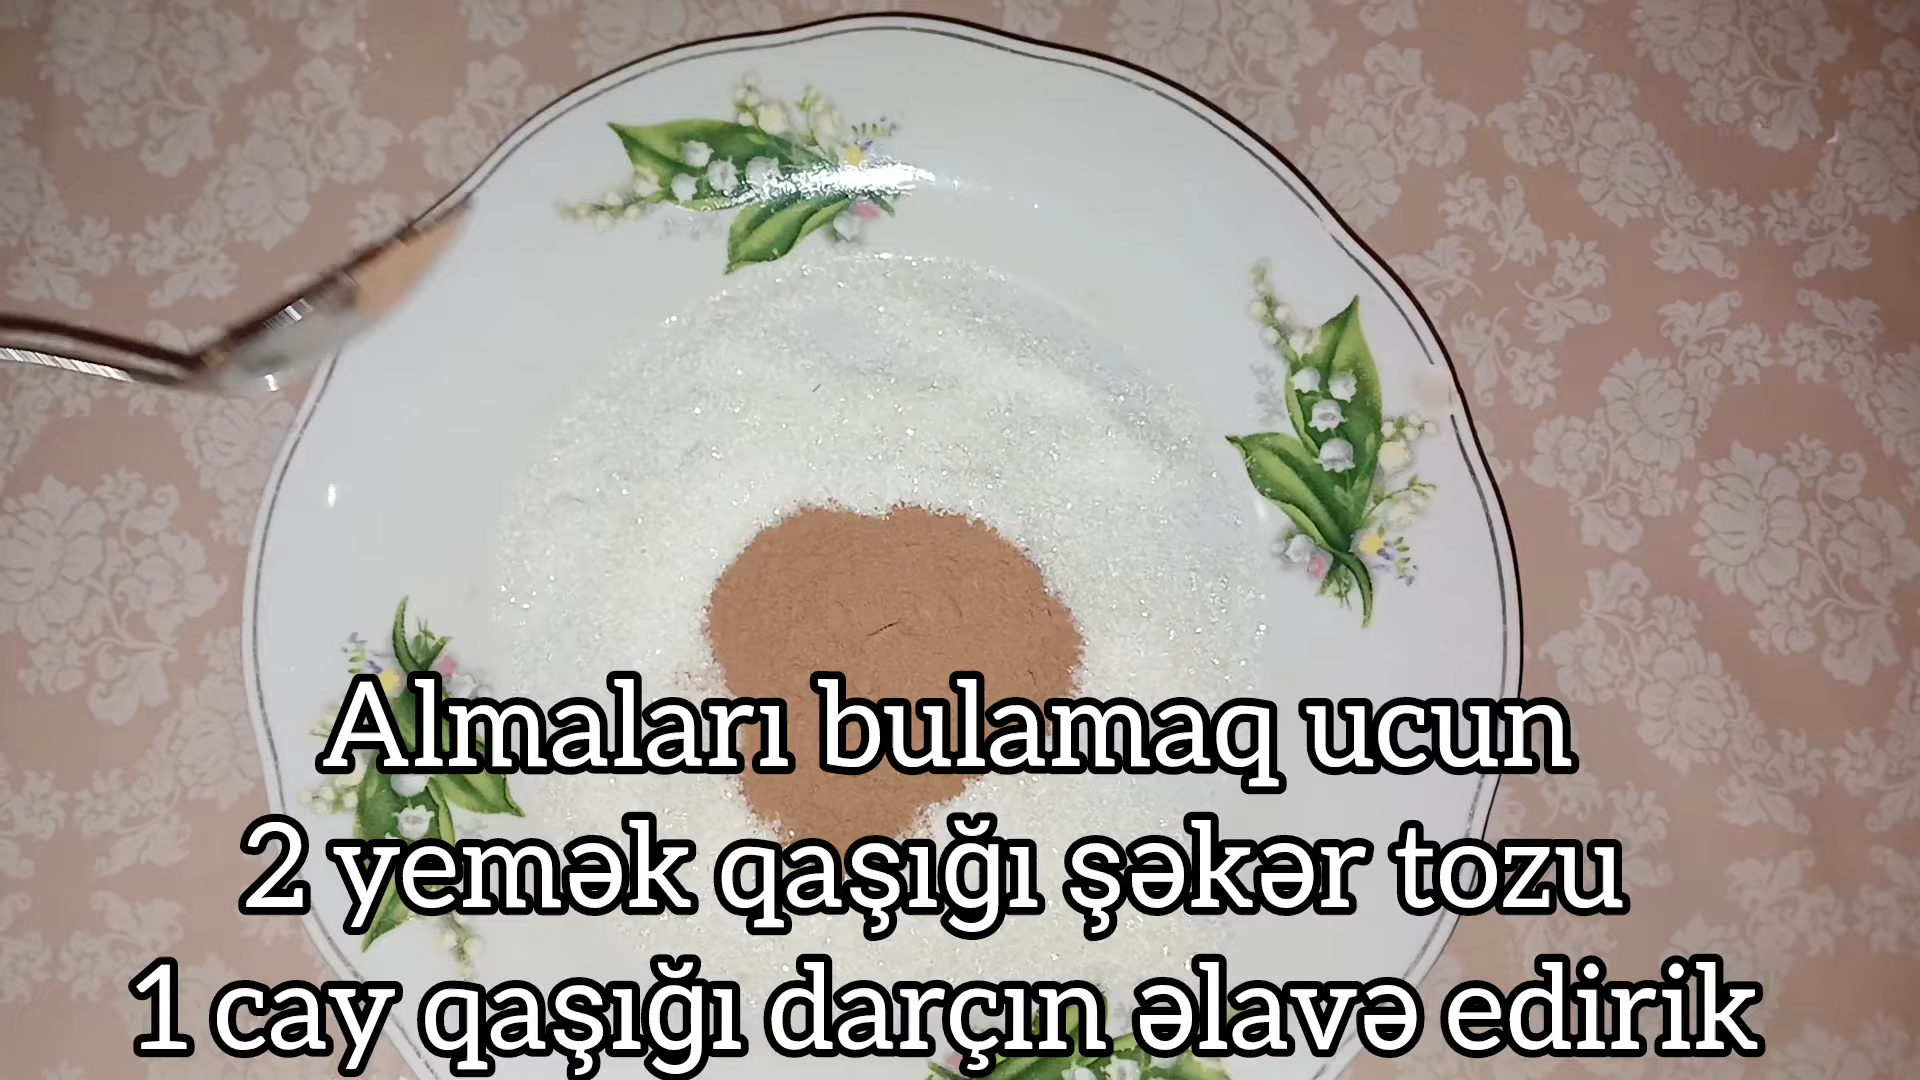 Almaları bulamaq ucun
2 yemək qaşığı şəkər tozu
1 cay qaşığı darçın əlavə edirik